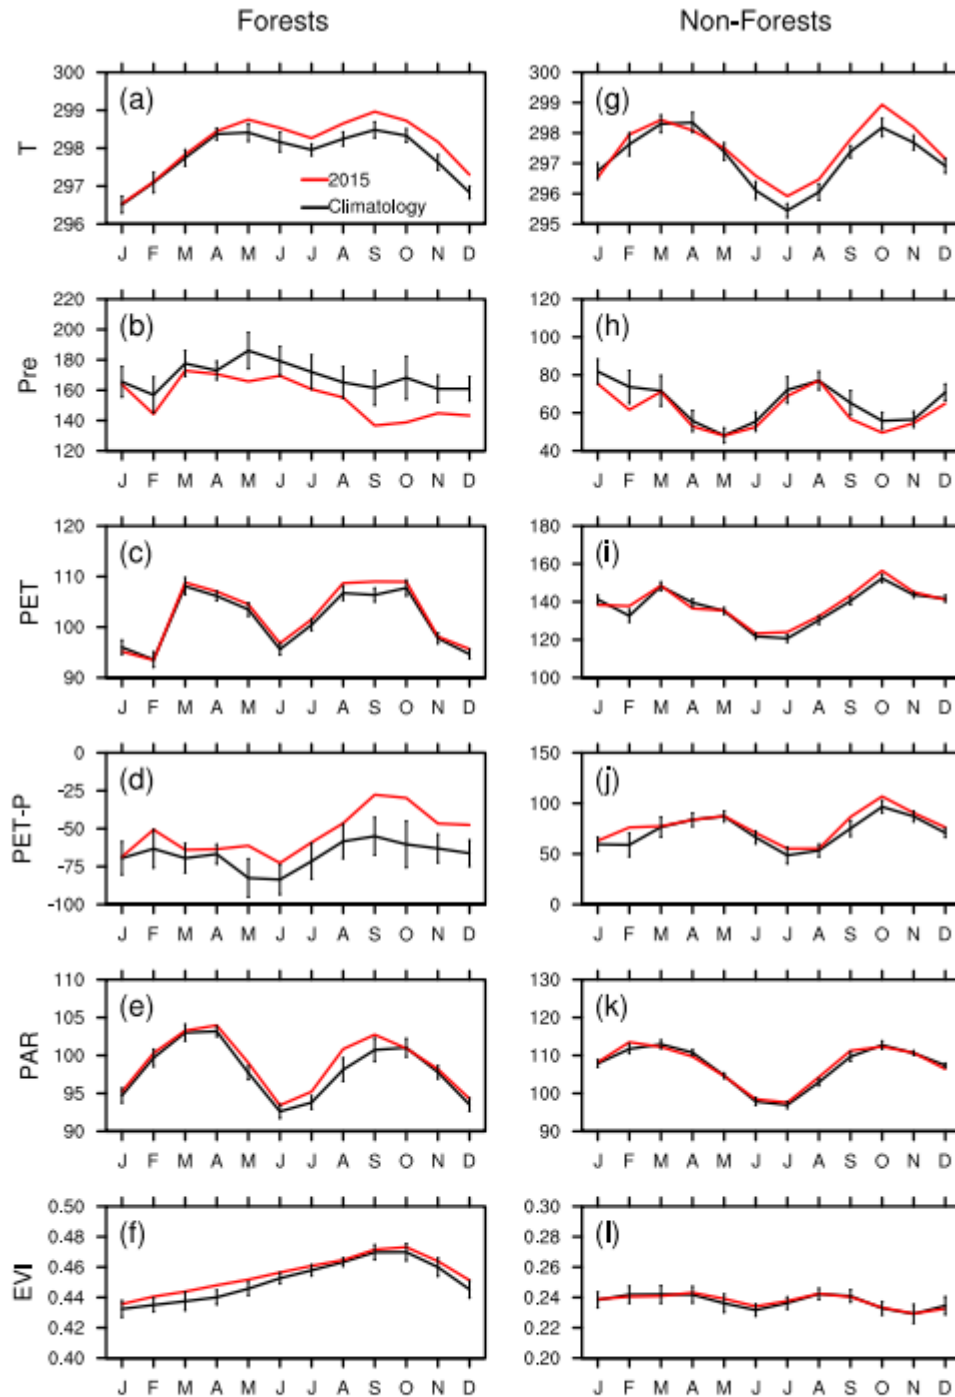 Forests Non-Forests
T
(a)
300
299
298
297
296
2015
Climatology
J F M A M J J A S O N D
(g)
300
299
298
297
296
295
J F M A M J J A S O N D
Pre
(b)
220
200
180
160
140
120
J F M A M J J A S O N D
(h)
120
100
80
60
40
J F M A M J J A S O N D
PET
(c)
120
110
100
90
J F M A M J J A S O N D
(i)
180
160
140
120
100
J F M A M J J A S O N D
PET-P
(d)
0
-25
-50
-75
-100
J F M A M J J A S O N D
(j)
150
100
50
0
J F M A M J J A S O N D
PAR
(e)
110
105
100
95
90
J F M A M J J A S O N D
(k)
130
120
110
100
90
J F M A M J J A S O N D
EVI
(f)
0.50
0.48
0.46
0.44
0.42
0.40
J F M A M J J A S O N D
(l)
0.30
0.28
0.26
0.24
0.22
0.20
J F M A M J J A S O N D